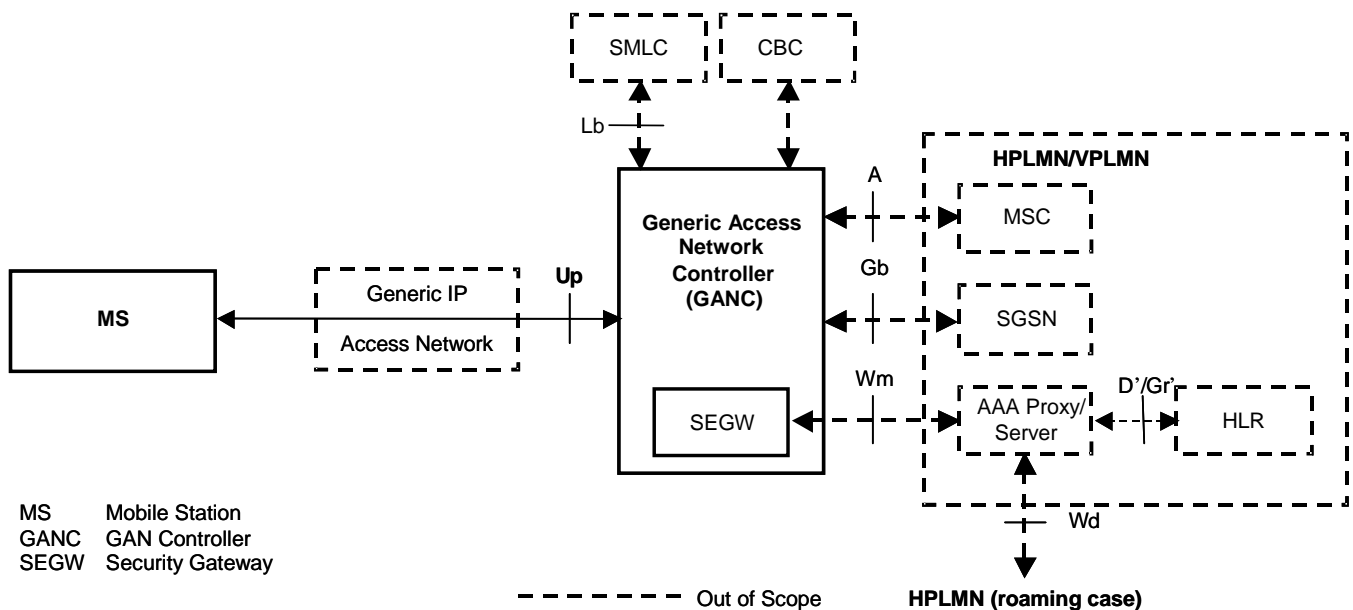 SMLC
CBC
Lb
HPLMN/VPLMN
A
MSC
Generic Access
Network
Controller
(GANC)
Gb
Up
Generic IP
Access Network
MS
SGSN
Wm
D’/Gr’
SEGW
AAA Proxy/
Server
HLR
Wd
MS Mobile Station
GANC GAN Controller
SEGW Security Gateway
Out of Scope
HPLMN (roaming case)